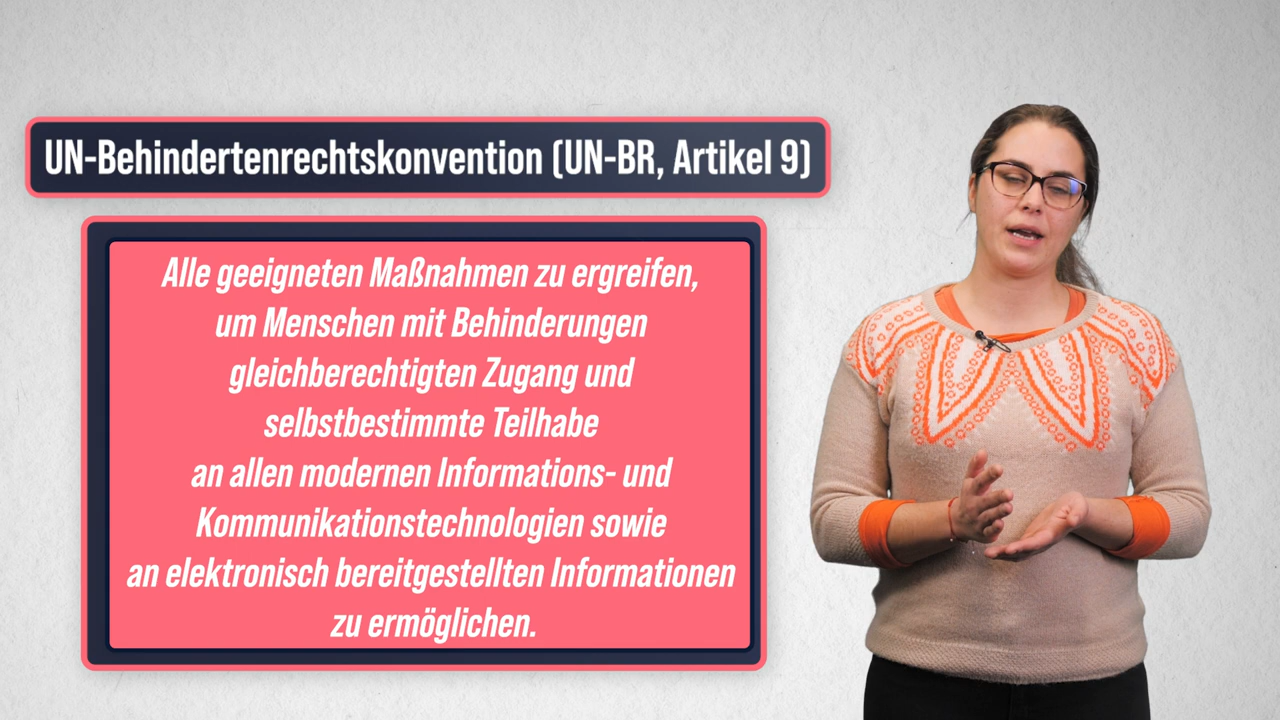 UN-Behindertenrechtskonvention (UN-BR, Artikel 9)
Alle geeigneten Maßnahmen zu ergreifen,
um Menschen mit Behinderungen
gleichberechtigten Zugang und
selbstbestimmte Teilhabe
an allen modernen Informations- und
Kommunikationstechnologien sowie
an elektronisch bereitgestellten Informationen
zu ermöglichen.